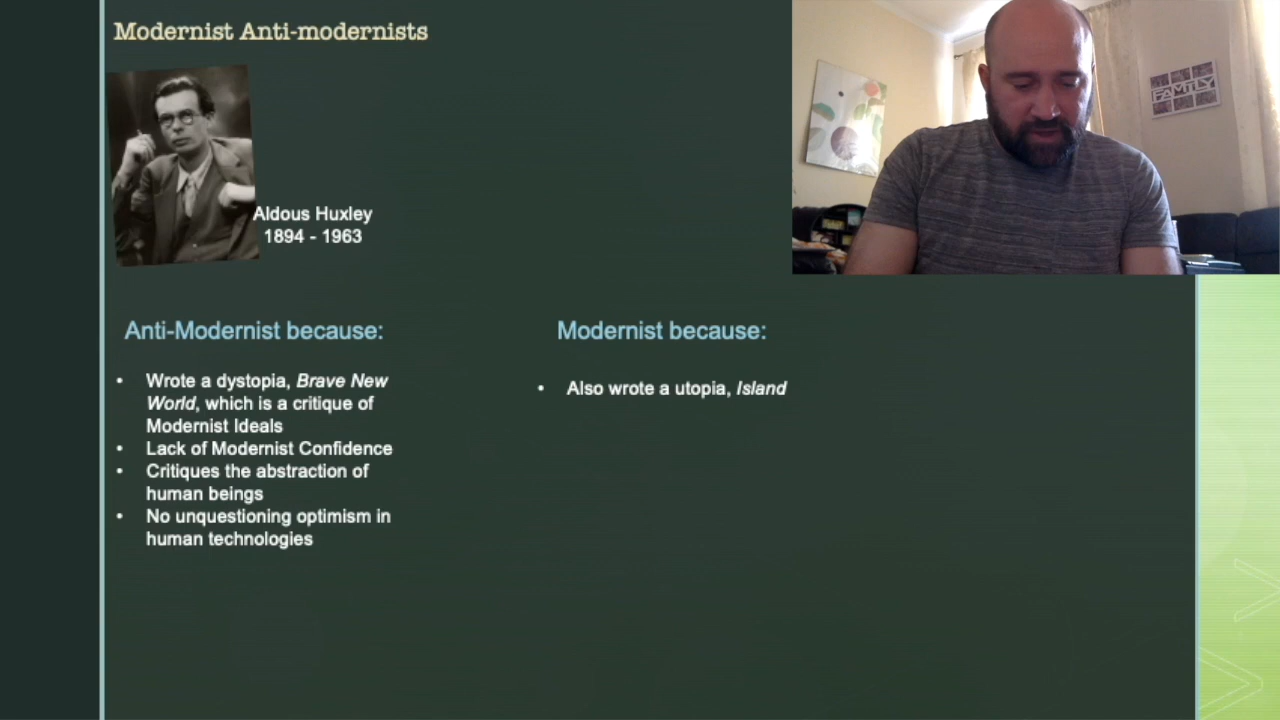 Modernist Anti-modernists
FAMILY
Aldous Huxley
1894 - 1963
Anti-Modernist because:
Modernist because:
• Wrote a dystopia, Brave New
World, which is a critique of
Modernist Ideals
• Lack of Modernist Confidence
• Critiques the abstraction of
human beings
• No unquestioning optimism in
human technologies
• Also wrote a utopia, Island